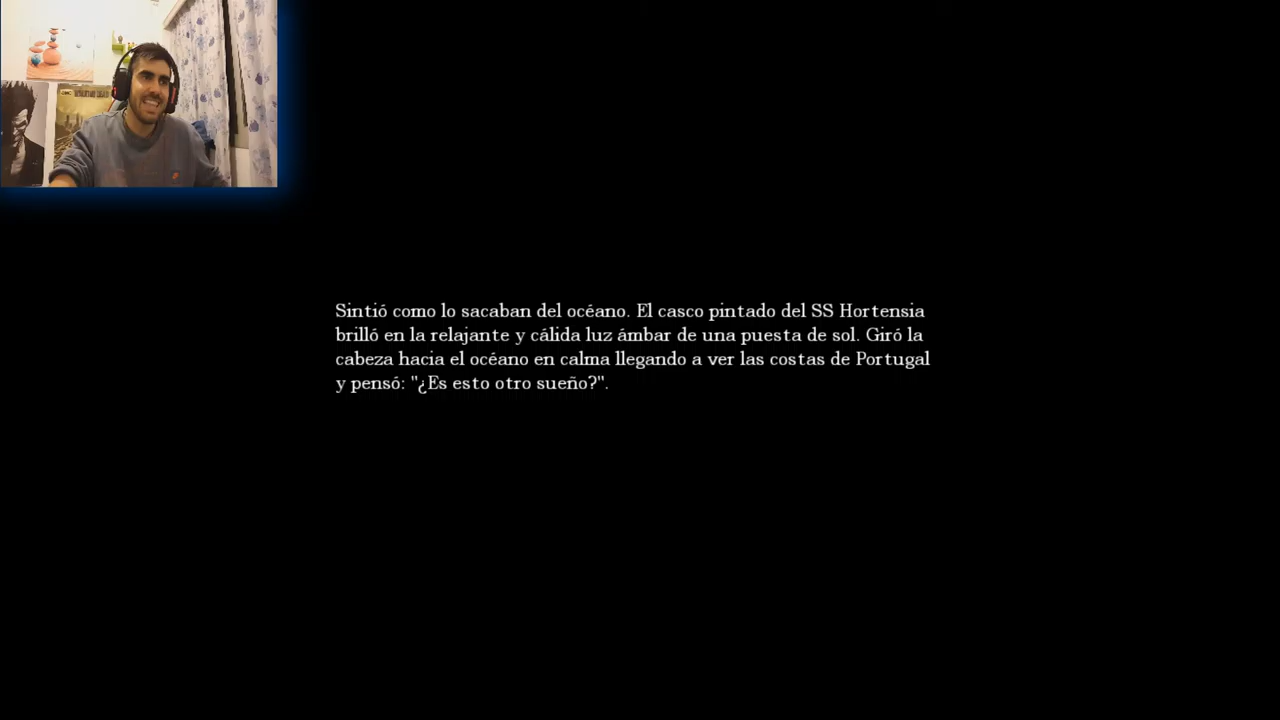 Sintió como lo sacaban del océano. El casco pintado del SS Hortensia
brilló en la relajante y cálida luz ámbar de una puesta de sol. Giró la
cabeza hacia el océano en calma llegando a ver las costas de Portugal
y pensó: "¿Es esto otro sueño?".